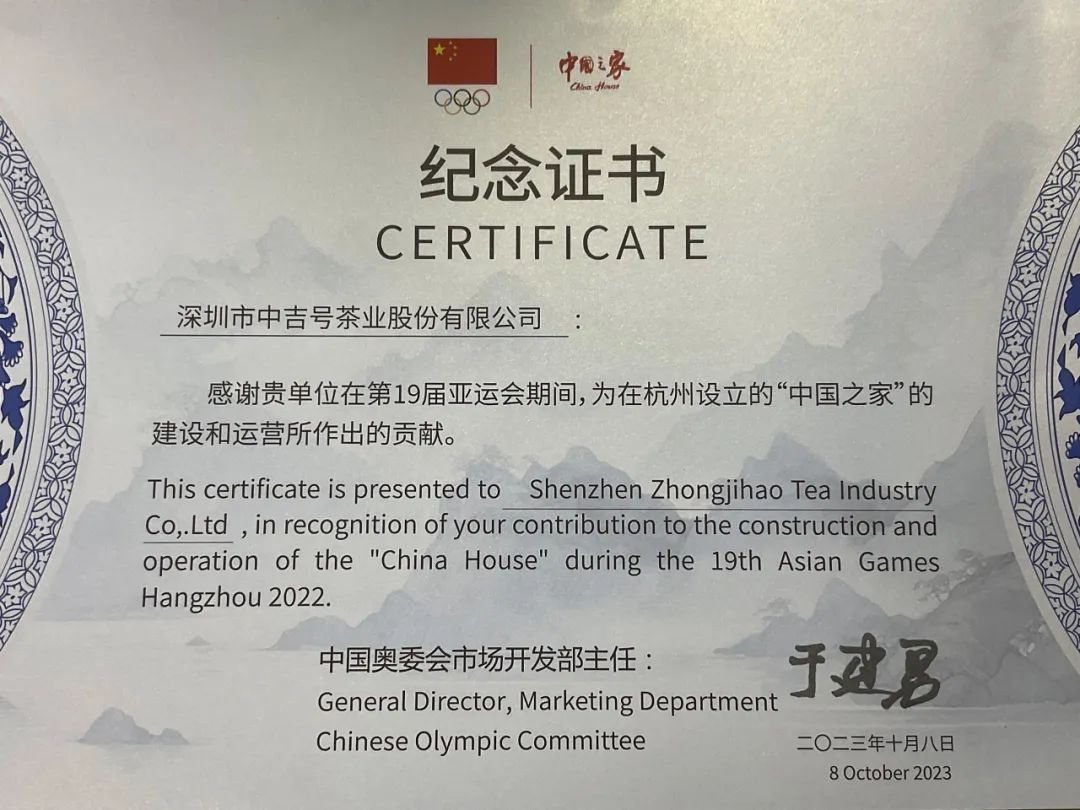 中国之家
China House
纪念证书
CERTIFICATE
深圳市中吉号茶业股份有限公司 :
感谢贵单位在第19届亚运会期间,为在杭州设立的“中国之家”的
建设和运营所作出的贡献。
This certificate is presented to Shenzhen Zhongjihao Tea Industry
Co,.Ltd , in recognition of your contribution to the construction and
operation of the "China House" during the 19th Asian Games
Hangzhou 2022.
中国奥委会市场开发部主任：
于建勇
General Director, Marketing Department
Chinese Olympic Committee
二〇二三年十月八日
8 October 2023